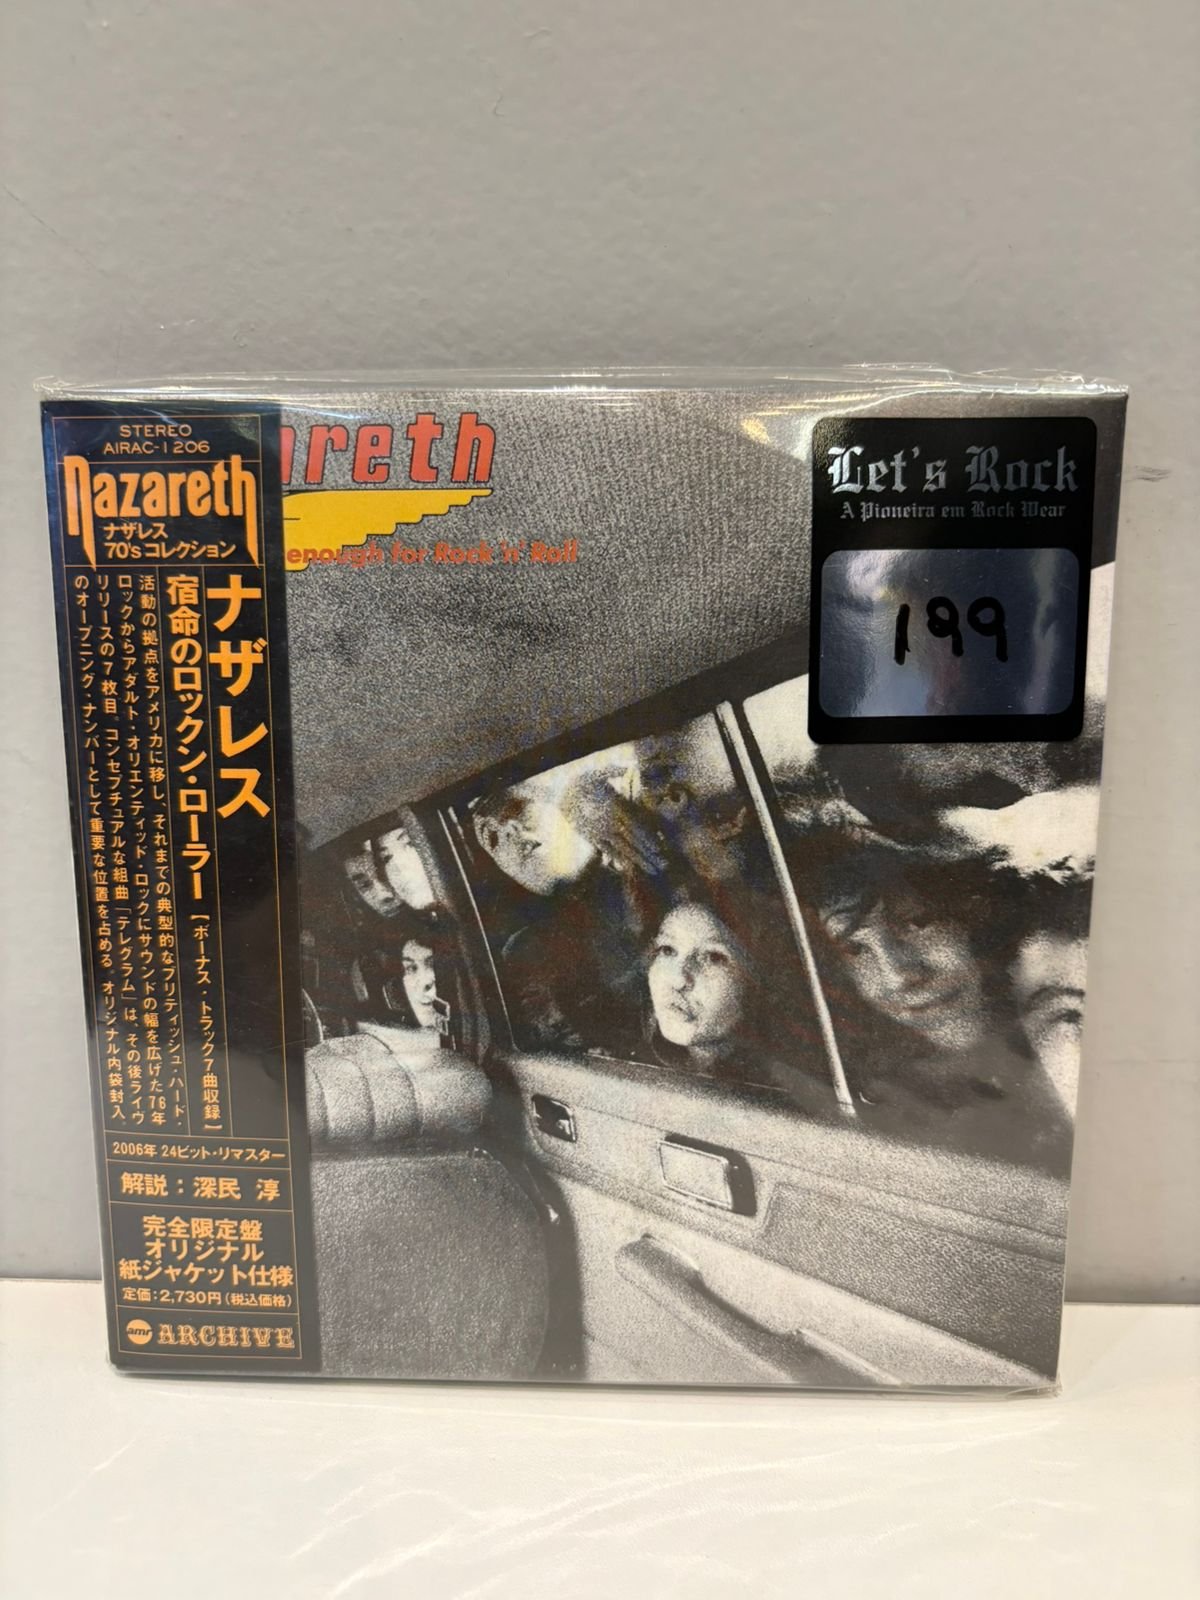 STEREO
AIRAC-1206
Nazareth
ナザレス
70'sコレクション
ナザレス
宿命のロックン・ローラー【ボーナス・トラック7曲収録】
活動の拠点をアメリカに移し、それまでの典型的なブリティッシュ・ハード・
ロックからアダルト・オリエンティッド・ロックにサウンドの幅を広げた76年
リリースの7枚目。コンセプチュアルな組曲「テレグラム」は、その後ライヴ
のオープニング・ナンバーとして重要な位置を占める。オリジナル内袋封入。
2006年 24ビット・リマスター
解説:深民 淳
完全限定盤
オリジナル
紙ジャケット仕様
定価:2,730円(税込価格)
amr ARCHIVE
areth
enough for Rock 'n' Roll
Let's Rock
A Pioneira em Rock Wear
199